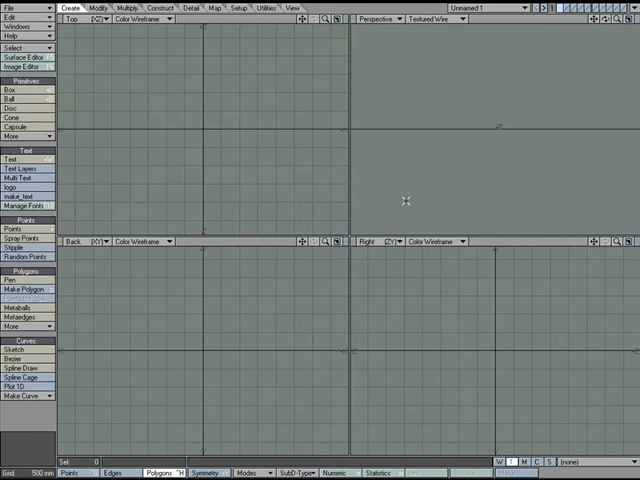 File Create Modify Multiply Construct Detail Map Setup Utilities View Unnamed 1 1
Edit Top (XZ) Color Wireframe Perspective Textured Wire
Windows
Help
Select
Surface Editor
Image Editor
Primitives
Box
Ball
Disc
Cone
Capsule
More
Text
Text
Text Layers
Multi Text
logo
make_text
Manage Fonts
Points
Points
Spray Points
Stipple Back (XY) Color Wireframe Right (ZY) Color Wireframe
Random Points
Polygons
Pen
Make Polygon
Metaballs
Metaedges
More
Curves
Sketch
Bezier
Spline Draw
Spline Cage
Plot 1D
Make Curve
Sel: 0 W T M C S (none)
Grid: 500 mm Points Edges Polygons ^H Symmetry Modes SubD-Type Numeric Statistics